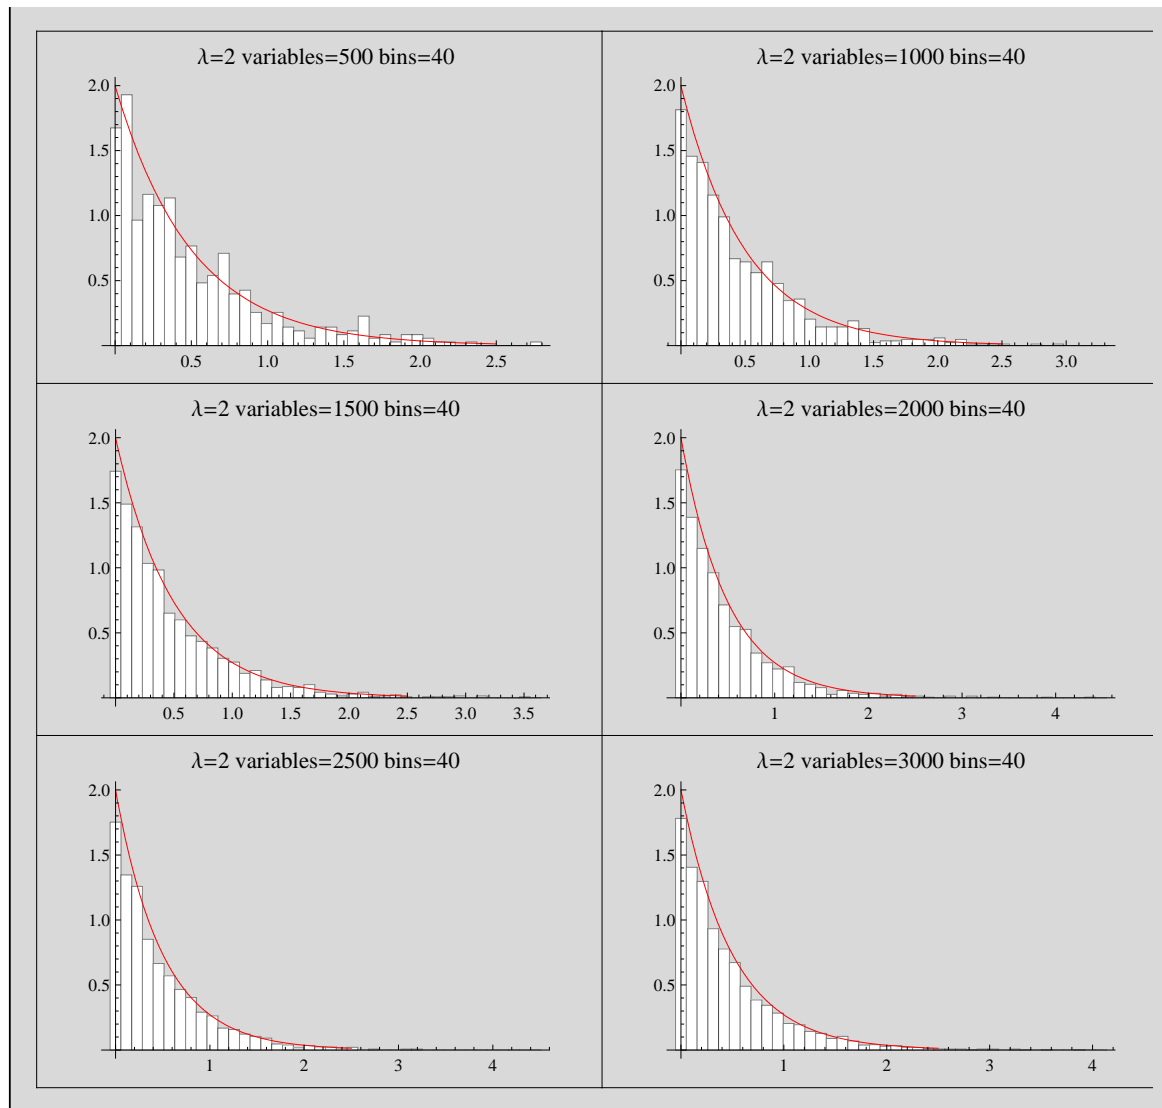 λ=2 variables=500 bins=40
2.0
1.5
1.0
0.5
0.5 1.0 1.5 2.0 2.5
λ=2 variables=1000 bins=40
2.0
1.5
1.0
0.5
0.5 1.0 1.5 2.0 2.5 3.0
λ=2 variables=1500 bins=40
2.0
1.5
1.0
0.5
0.5 1.0 1.5 2.0 2.5 3.0 3.5
λ=2 variables=2000 bins=40
2.0
1.5
1.0
0.5
1 2 3 4
λ=2 variables=2500 bins=40
2.0
1.5
1.0
0.5
1 2 3 4
λ=2 variables=3000 bins=40
2.0
1.5
1.0
0.5
1 2 3 4